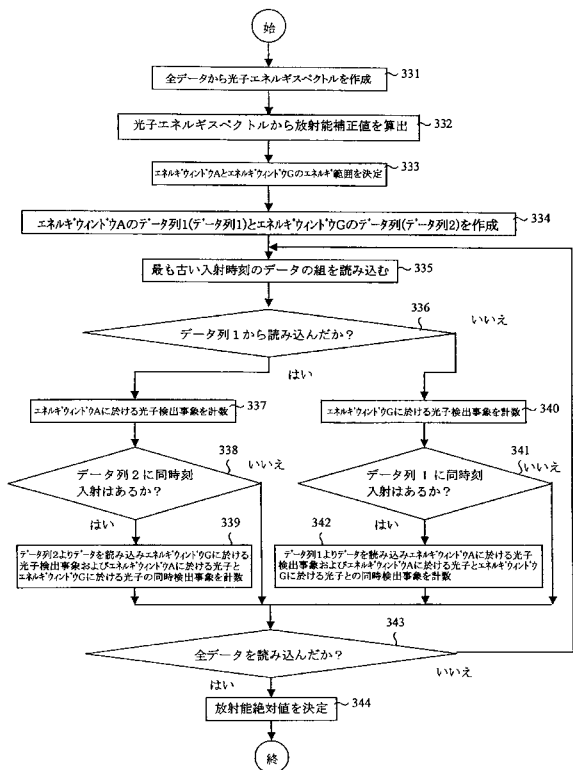 始
全データから光子エネルギスペクトルを作成
331
光子エネルギスペクトルから放射能補正値を算出
332
333
エネルギウィンドウAとエネルギウィンドウGのエネルギ範囲を決定
エネルギウィンドウAのデータ列1(データ列1)とエネルギウィンドウGのデータ列(データ列2)を作成
334
最も古い入射時刻のデータの組を読み込む
335
336
データ列1から読み込んだか?
いいえ
はい
エネルギウィンドウAに於ける光子検出事象を計数
337
エネルギウィンドウGに於ける光子検出事象を計数
340
338
データ列2に同時刻
入射はあるか?
いいえ
はい
341
データ列1に同時刻
入射はあるか?
いいえ
はい
339
データ列2よりデータを読み込みエネルギウィンドウGに於ける
光子検出事象およびエネルギウィンドウAに於ける光子と
エネルギウィンドウGに於ける光子の同時検出事象を計数
342
データ列1よりデータを読み込みエネルギウィンドウAに於ける光子
検出事象およびエネルギウィンドウAに於ける光子とエネルギウィンドウ
Gに於ける光子との同時検出事象を計数
343
全データを読み込んだか?
いいえ
はい
放射能絶対値を決定
344
終